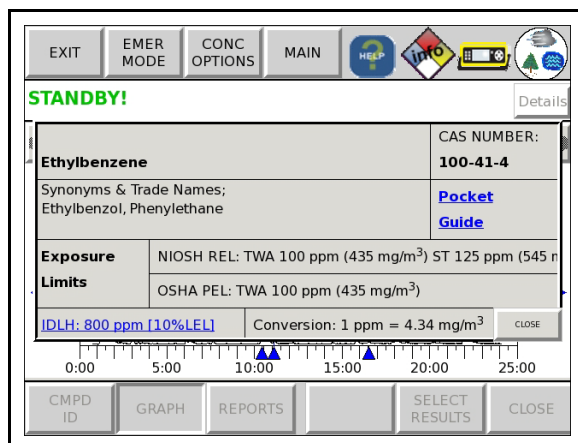 EXIT
EMER
MODE
CONC
OPTIONS
MAIN
HELP
info
STANDBY!
Details
Ethylbenzene
CAS NUMBER:
100-41-4
Synonyms & Trade Names;
Ethylbenzol, Phenylethane
Pocket
Guide
Exposure
Limits
NIOSH REL: TWA 100 ppm (435 mg/m³) ST 125 ppm (545 m
OSHA PEL: TWA 100 ppm (435 mg/m³)
IDLH: 800 ppm [10%LEL]
Conversion: 1 ppm = 4.34 mg/m³
CLOSE
0:00 5:00 10:00 15:00 20:00 25:00
CMPD
ID
GRAPH
REPORTS
SELECT
RESULTS
CLOSE